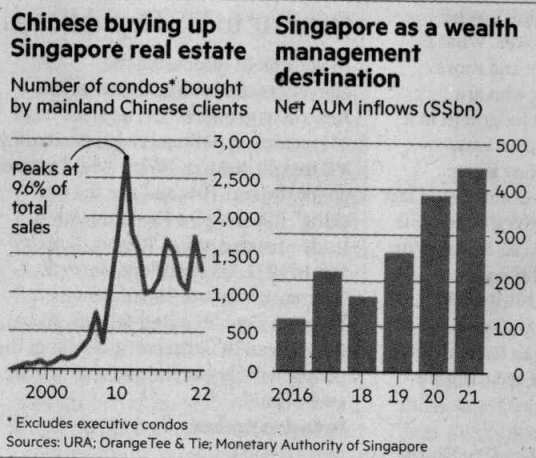 Chinese buying up
Singapore real estate
Number of condos* bought
by mainland Chinese clients
3,000
Peaks at
9.6% of
total
sales
2,500
2,000
1,500
1,000
500
0
2000 10 22
Singapore as a wealth
management
destination
Net AUM inflows (S$bn)
500
400
300
200
100
0
2016 17 18 19 20 21
* Excludes executive condos
Sources: URA; OrangeTee & Tie; Monetary Authority of Singapore